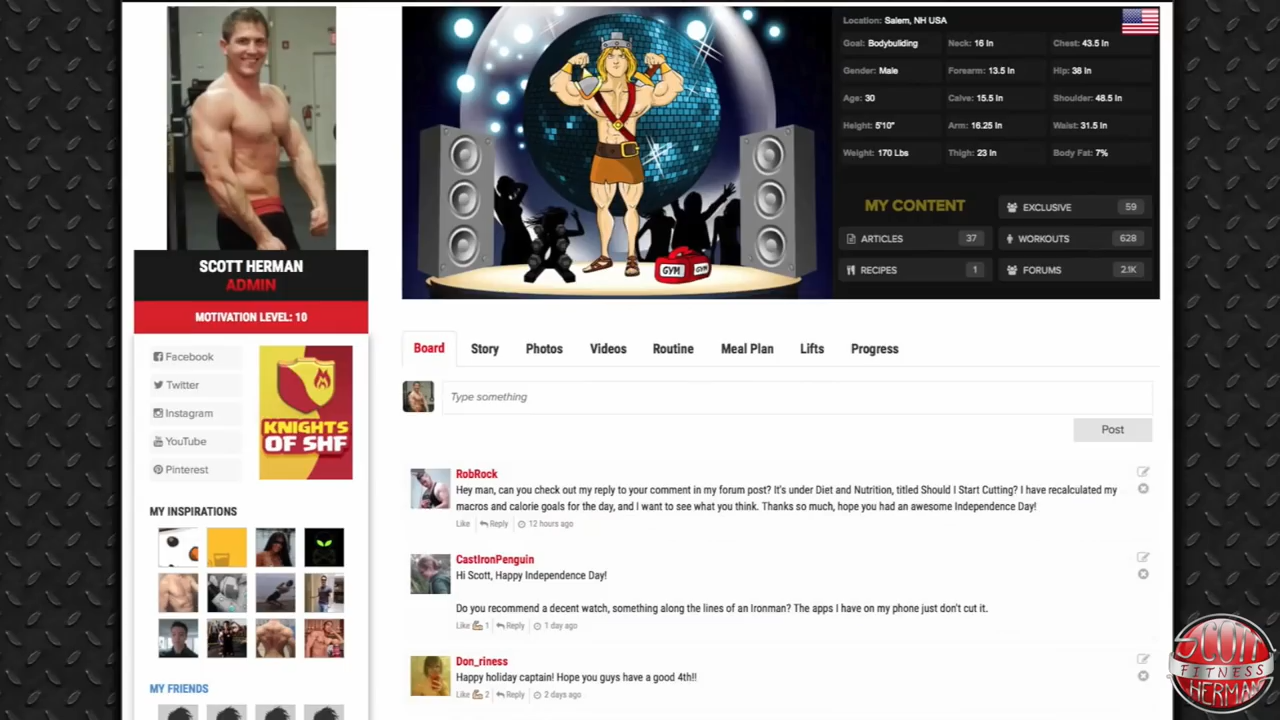 SCOTT HERMAN
ADMIN
MOTIVATION LEVEL: 10
Facebook
Twitter
Instagram
YouTube
Pinterest
KNIGHTS
OF SHF
MY INSPIRATIONS
MY FRIENDS
GYM
GYM
Location: Salem, NH USA
Goal: Bodybuilding Neck: 16 In Chest: 43.5 In
Gender: Male Forearm: 13.5 In Hip: 38 In
Age: 30 Calve: 15.5 In Shoulder: 48.5 In
Height: 5'10" Arm: 16.25 In Waist: 31.5 In
Weight: 170 Lbs Thigh: 23 In Body Fat: 7%
MY CONTENT EXCLUSIVE 59
ARTICLES 37 WORKOUTS 628
RECIPES 1 FORUMS 2.1K
Board Story Photos Videos Routine Meal Plan Lifts Progress
Type something
Post
RobRock
Hey man, can you check out my reply to your comment in my forum post? It's under Diet and Nutrition, titled Should I Start Cutting? I have recalculated my
macros and calorie goals for the day, and I want to see what you think. Thanks so much, hope you had an awesome Independence Day!
Like Reply 12 hours ago
CastIronPenguin
Hi Scott, Happy Independence Day!
Do you recommend a decent watch, something along the lines of an Ironman? The apps I have on my phone just don't cut it.
Like 1 Reply 1 day ago
Don_riness
Happy holiday captain! Hope you guys have a good 4th!!
Like 2 Reply 2 days ago
SCOTT
FITNESS
HERMAN